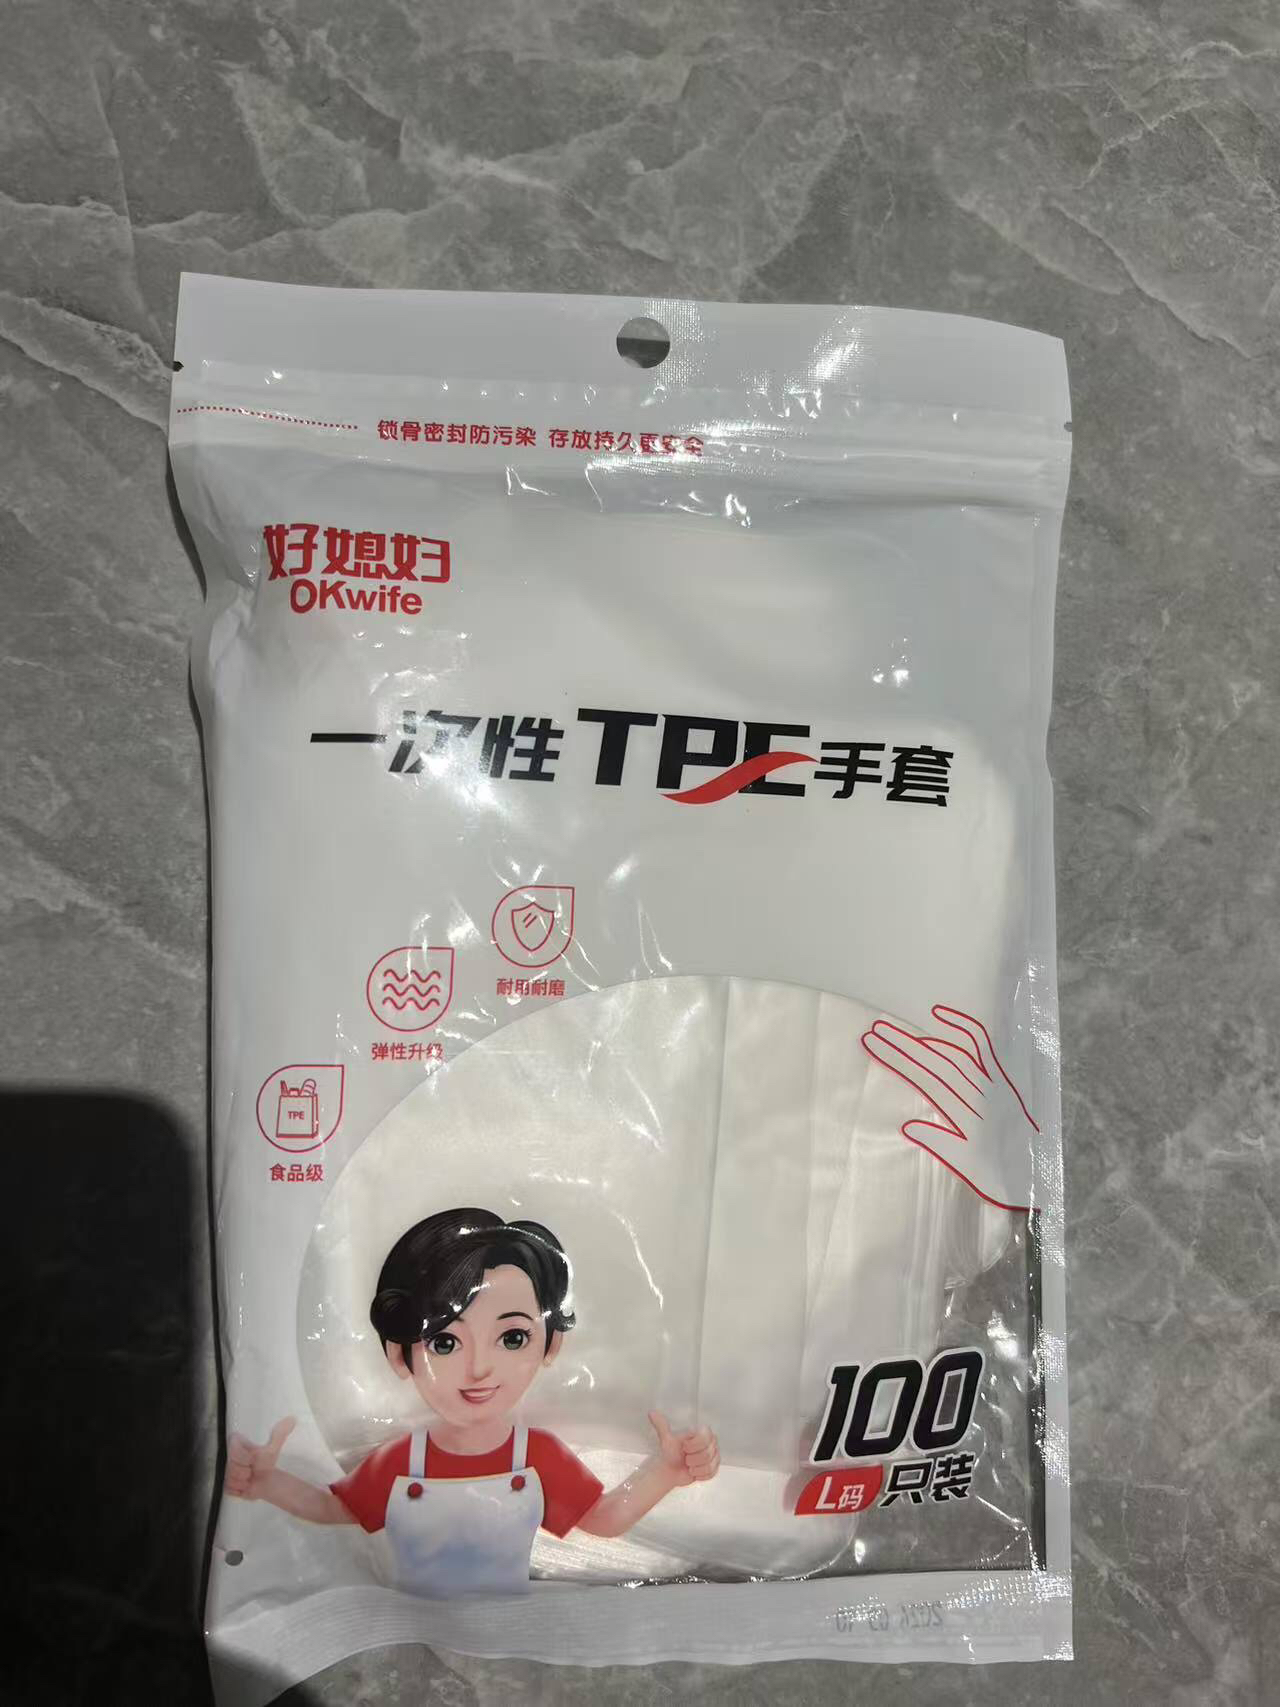 锁骨密封防污染 存放持久更安全
好媳妇
OKwife
一次性TPE手套
耐用耐磨
弹性升级
TPE
食品级
100
L码 只装